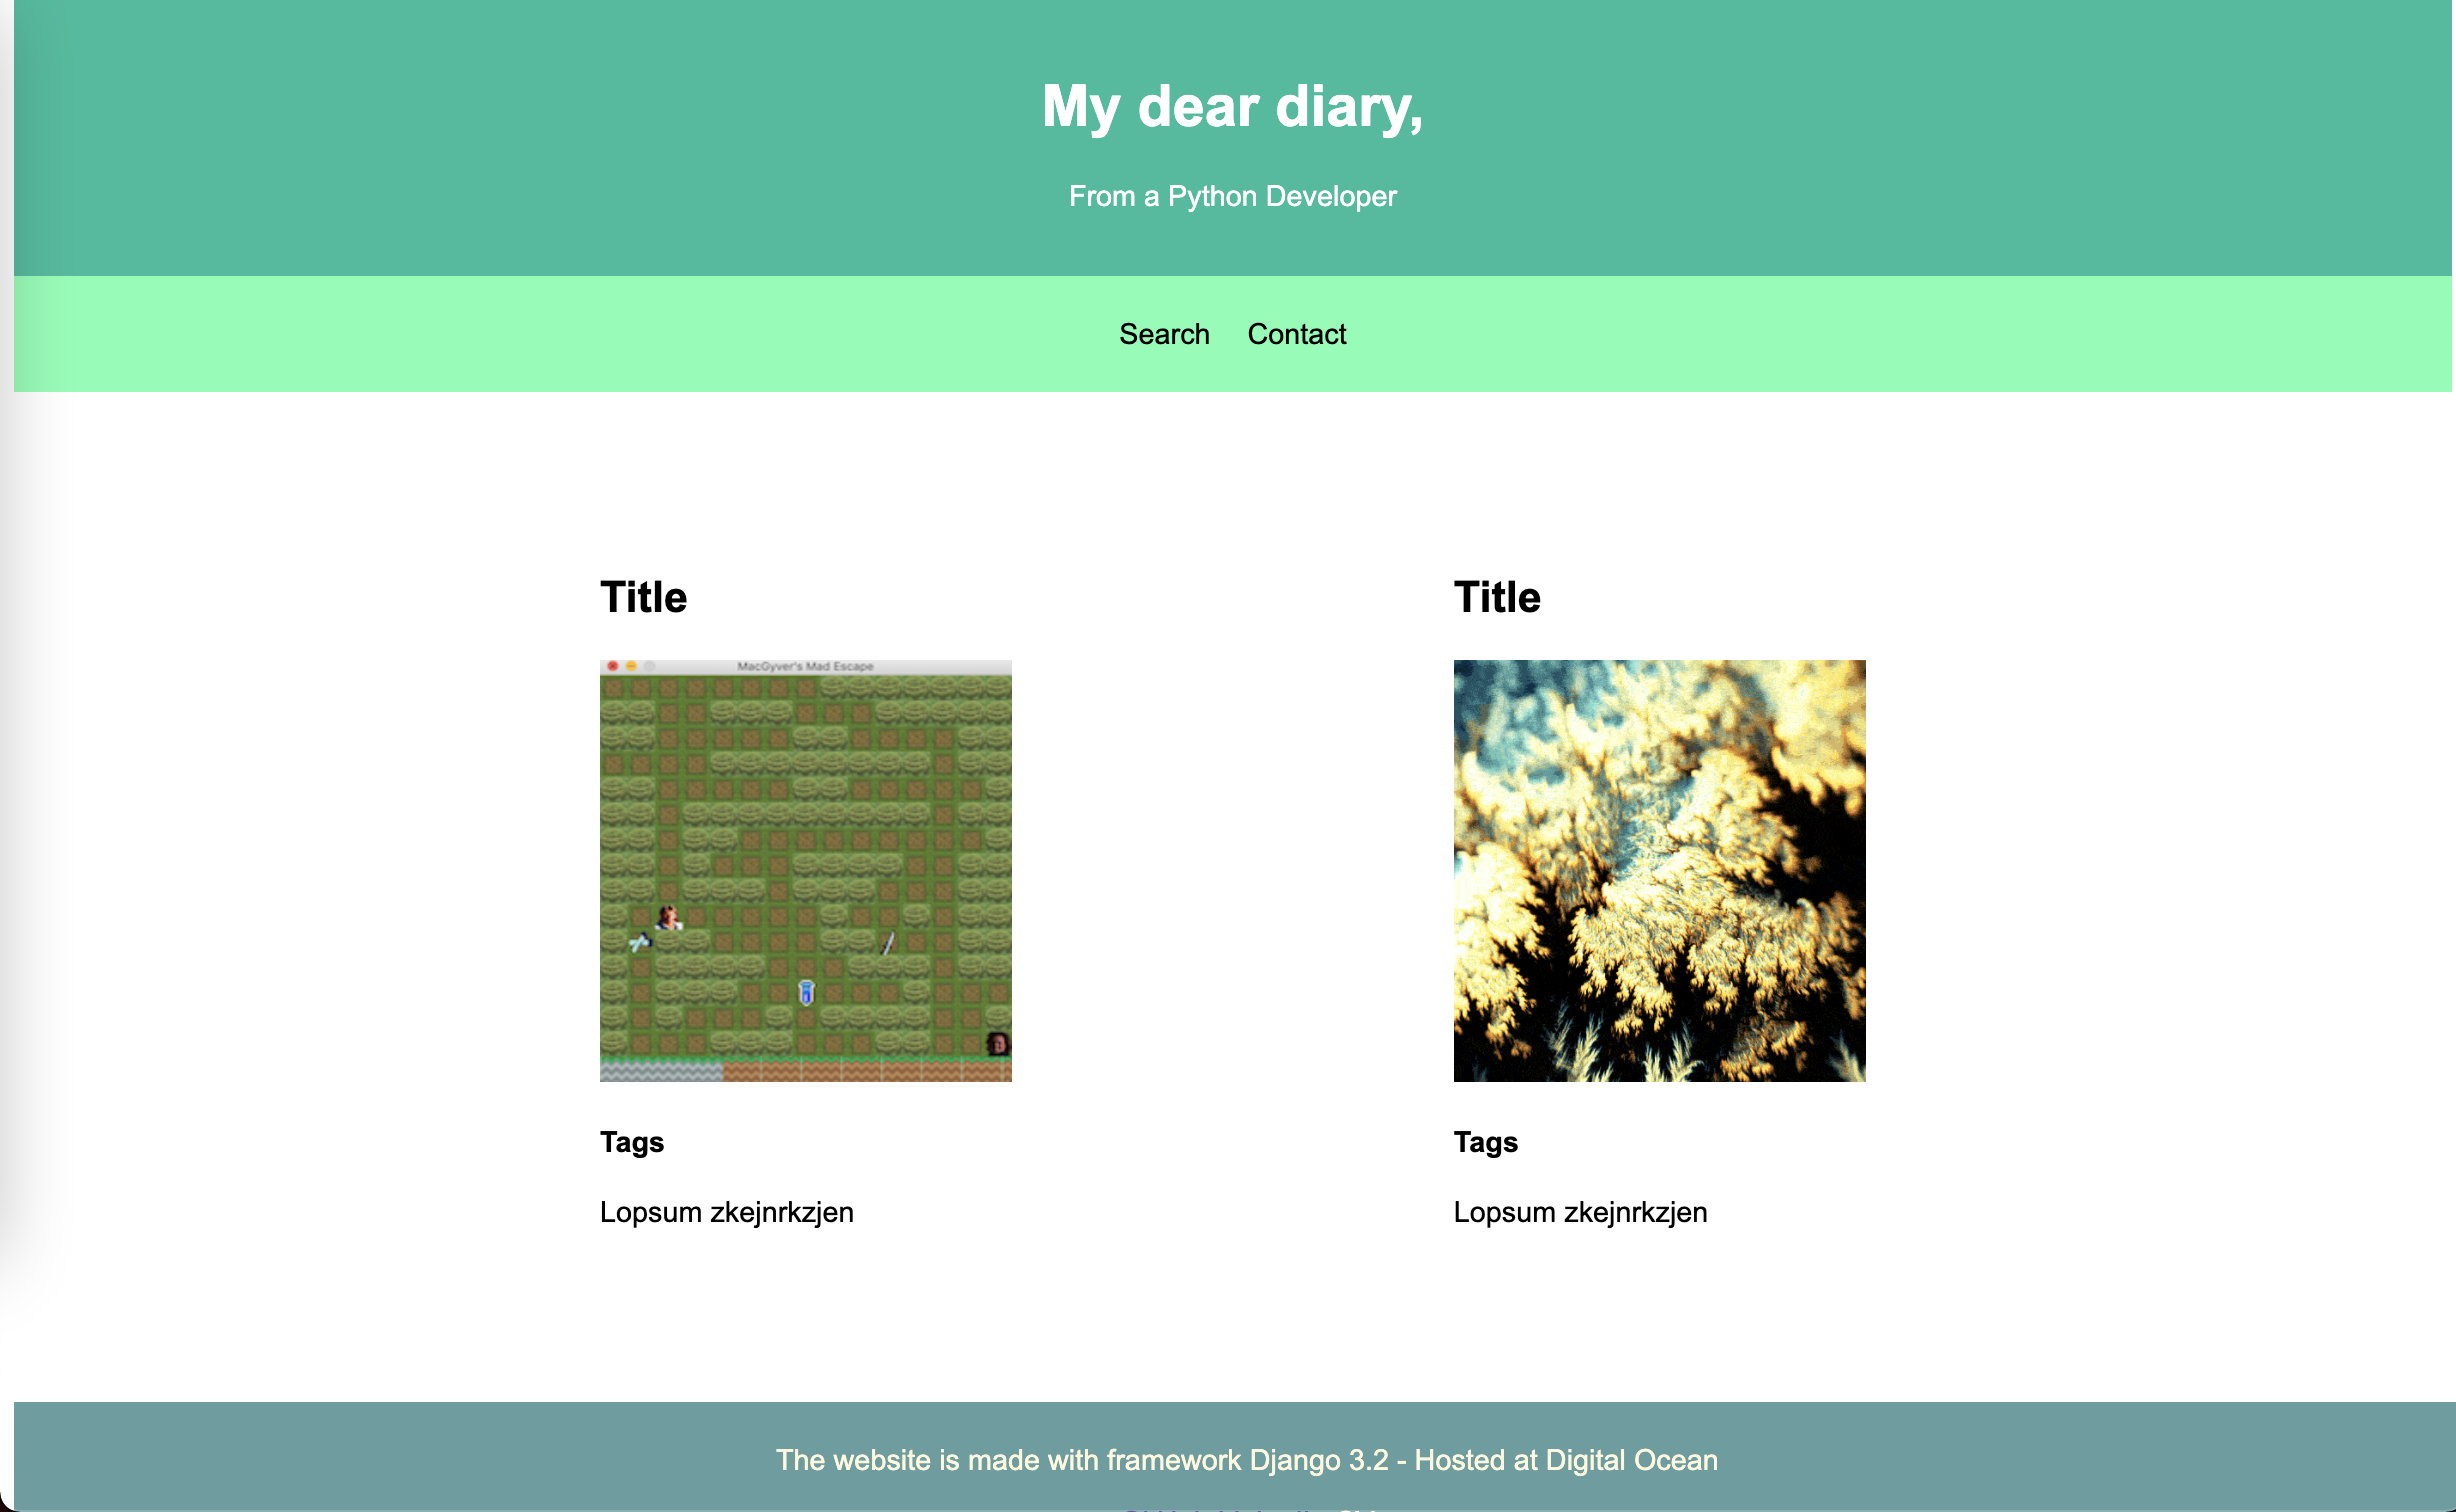 My dear diary,
From a Python Developer
Search Contact
Title
MacGyver's Mad Escape
Tags
Lopsum zkejnrkzjen
Title
Tags
Lopsum zkejnrkzjen
The website is made with framework Django 3.2 - Hosted at Digital Ocean